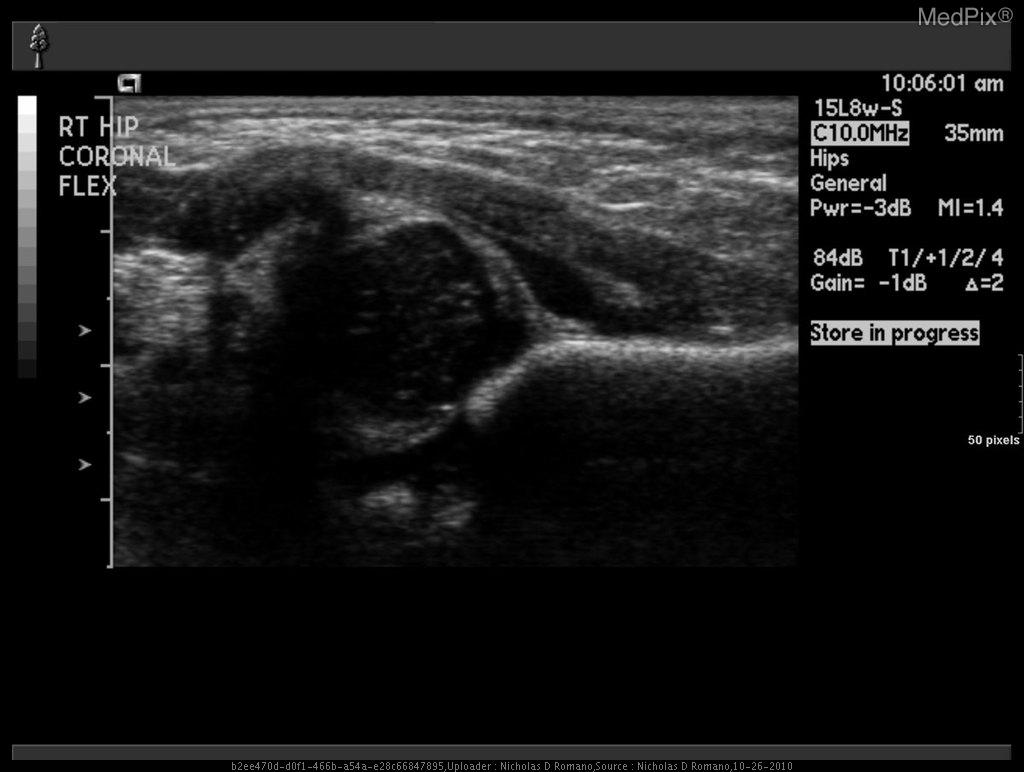 MedPix®
10:06:01 am
RT HIP
CORONAL
FLEX
15L8w-S
C10.0MHz 35mm
Hips
General
Pwr=-3dB MI=1.4
84dB T1/+1/2/4
Gain= -1dB Δ=2
Store in progress
50 pixels
b2ee470d-d0f1-466b-a54a-e28c66847895,Uploader : Nicholas D Romano,Source : Nicholas D Romano,10-26-2010